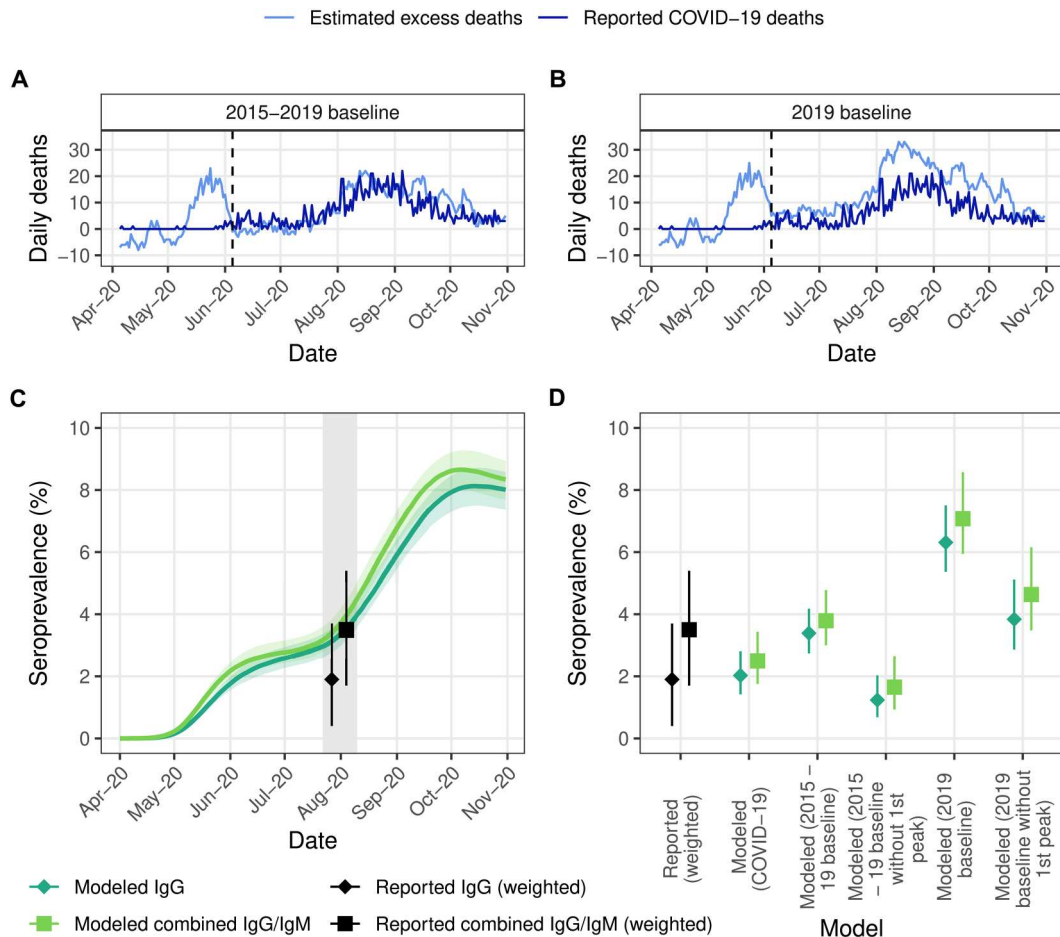 Estimated excess deaths
Reported COVID−19 deaths
A
2015−2019 baseline
Daily deaths
30
20
10
0
−10
Apr−20
May−20
Jun−20
Jul−20
Aug−20
Sep−20
Oct−20
Nov−20
Date
B
2019 baseline
Daily deaths
30
20
10
0
−10
Apr−20
May−20
Jun−20
Jul−20
Aug−20
Sep−20
Oct−20
Nov−20
Date
C
Seroprevalence (%)
10
8
6
4
2
0
Apr−20
May−20
Jun−20
Jul−20
Aug−20
Sep−20
Oct−20
Nov−20
Date
D
Seroprevalence (%)
10
8
6
4
2
0
Reported
(weighted)
Modeled
(COVID−19)
Modeled (2015 −
19 baseline)
Modeled (2015
− 19 baseline
without 1st
peak)
Modeled (2019
baseline)
Modeled (2019
baseline without
1st peak)
Model
Modeled IgG
Reported IgG (weighted)
Modeled combined IgG/IgM
Reported combined IgG/IgM (weighted)